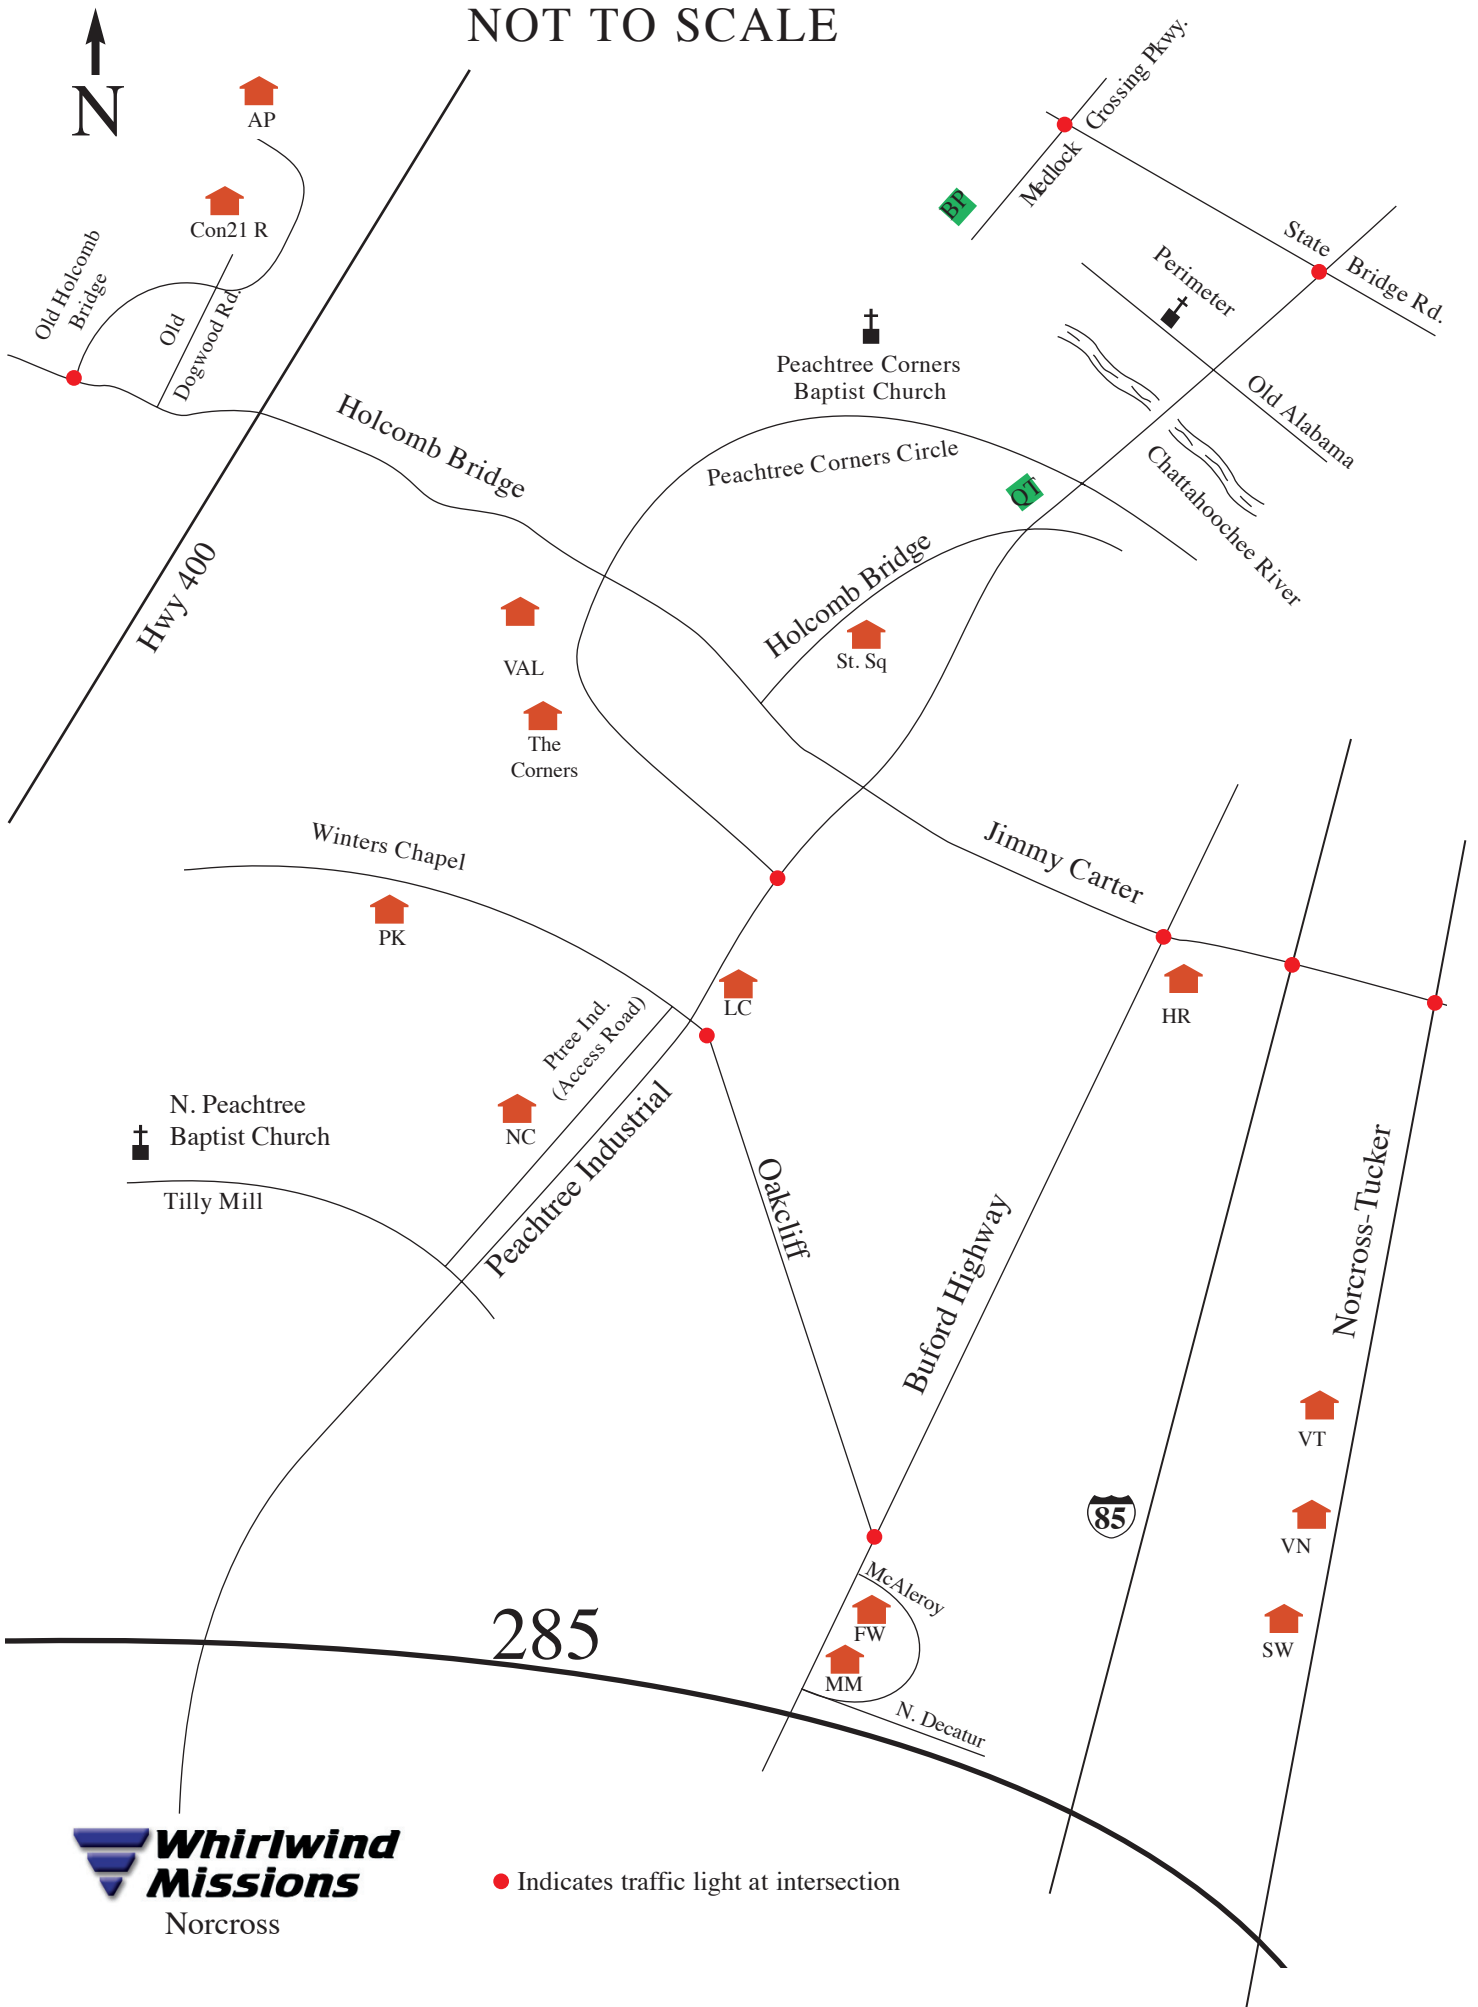 NOT TO SCALE
N
AP
Con21 R
Old Holcomb
Bridge
Old
Dogwood Rd.
Hwy 400
Holcomb Bridge
Medlock
Crossing Pkwy.
BP
State
Bridge Rd.
Perimeter
Old Alabama
Chattahoochee River
Peachtree Corners
Baptist Church
Peachtree Corners Circle
QT
Holcomb Bridge
St. Sq
VAL
The
Corners
Winters Chapel
PK
Jimmy Carter
LC
HR
Ptree Ind.
(Access Road)
NC
Peachtree Industrial
N. Peachtree
Baptist Church
Tilly Mill
Oakcliff
Buford Highway
Norcross-Tucker
VT
85
VN
SW
McAleroy
FW
MM
N. Decatur
285
Whirlwind
Missions
Norcross
Indicates traffic light at intersection